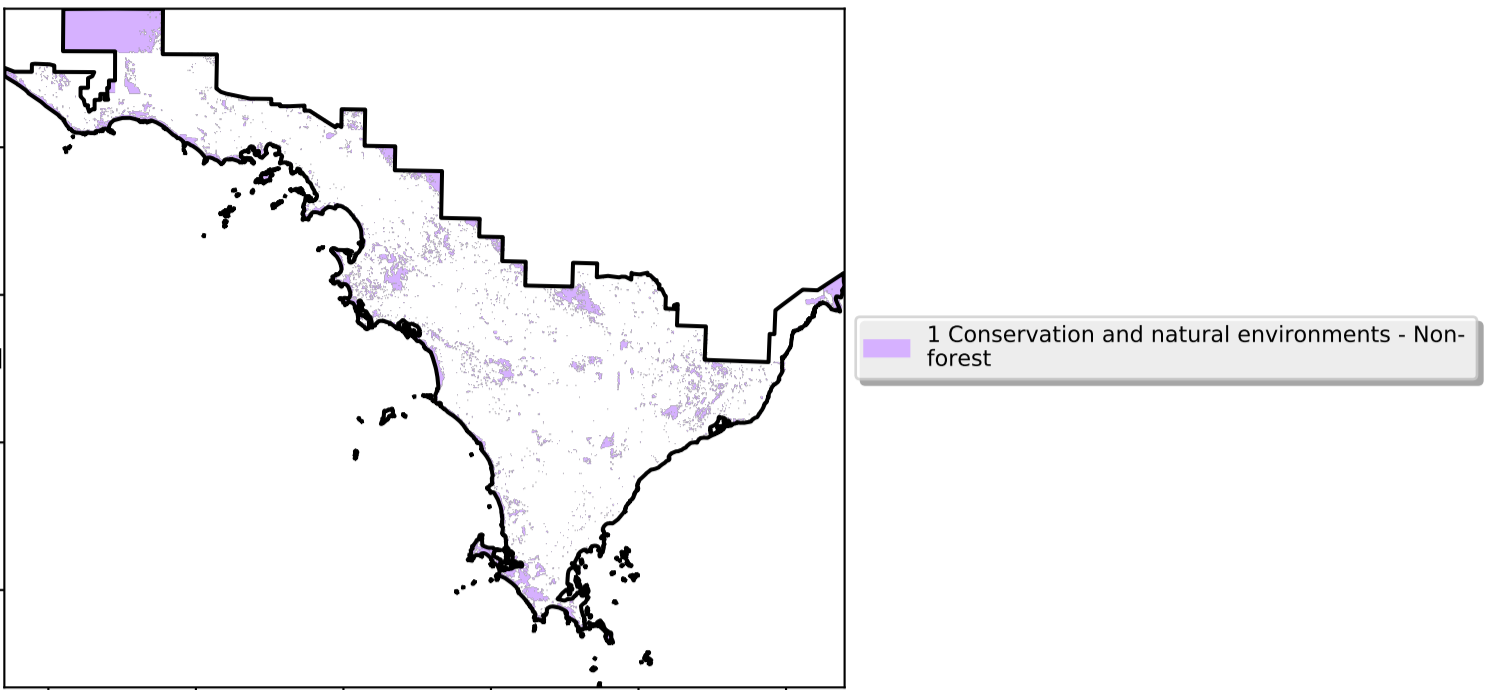 1 Conservation and natural environments - Non-
forest